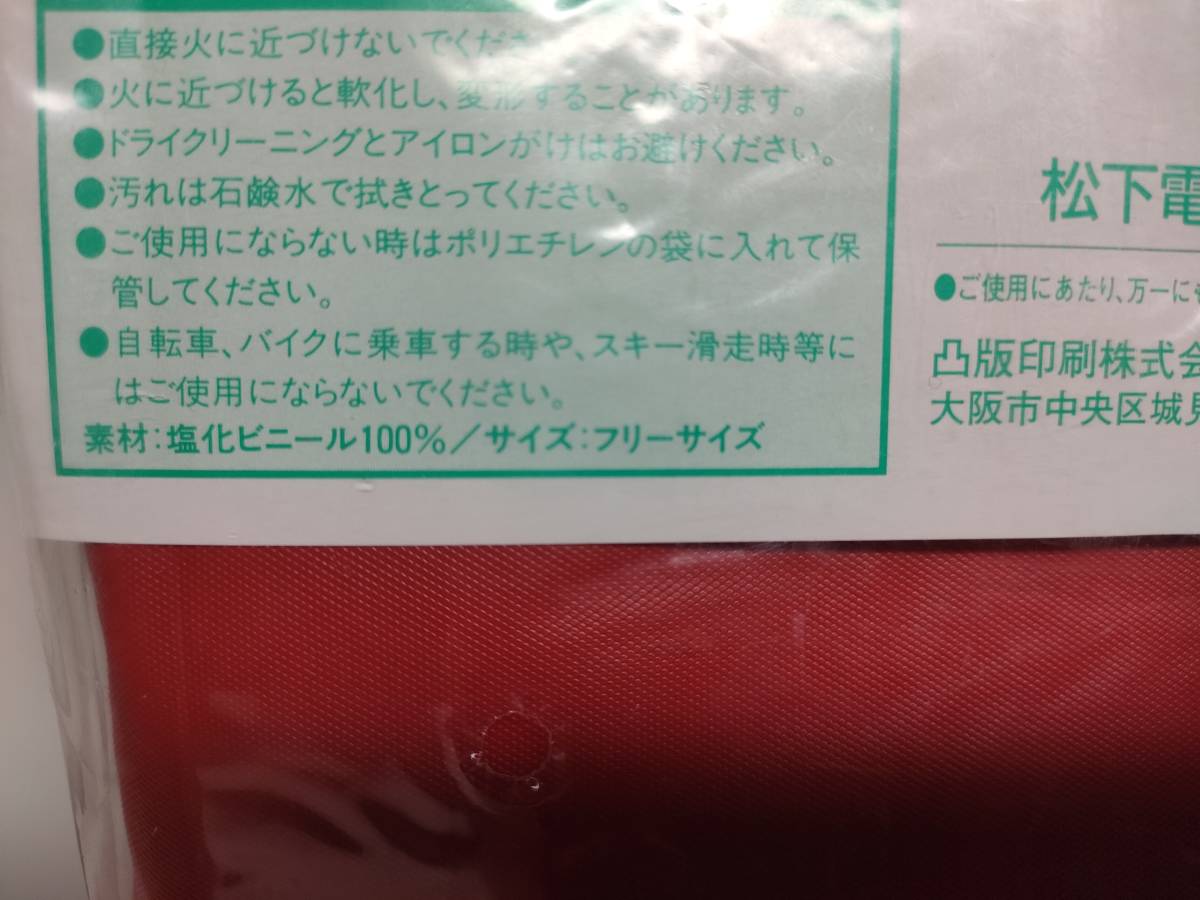 ●直接火に近づけないでくださ
●火に近づけると軟化し、変形することがあります。
●ドライクリーニングとアイロンがけはお避けください。
●汚れは石鹸水で拭きとってください。
●ご使用にならない時はポリエチレンの袋に入れて保
管してください。
●自転車、バイクに乗車する時や、スキー滑走時等に
はご使用にならないでください。
素材:塩化ビニール100%/サイズ:フリーサイズ
松下電
●ご使用にあたり、万一に
凸版印刷株式会
大阪市中央区城見